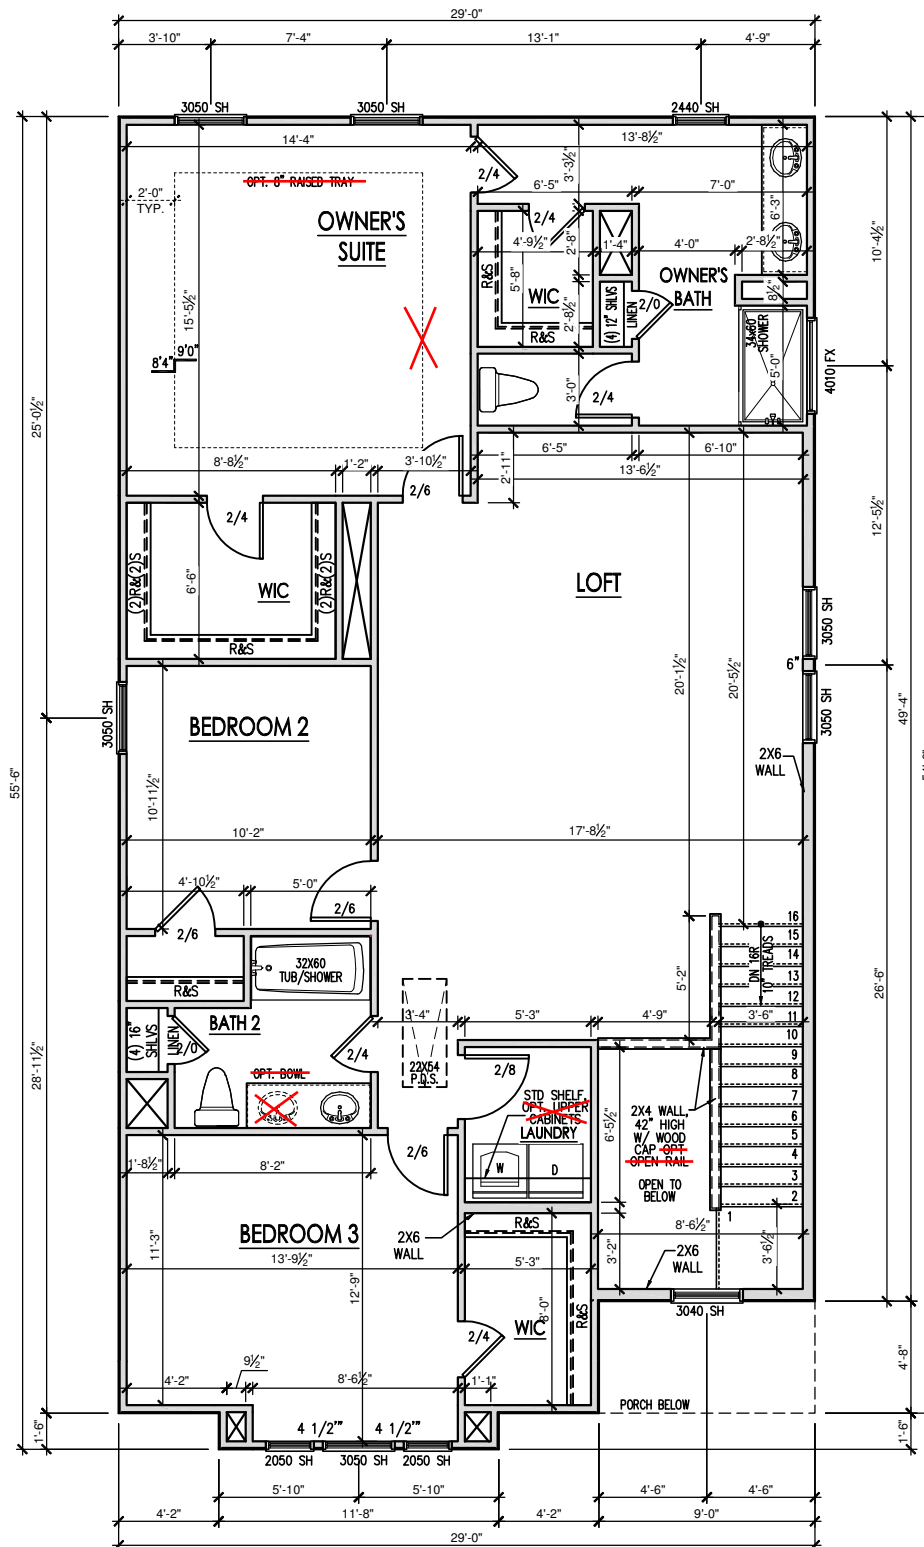 29'-0"
3'-10" 7'-4" 13'-1" 4'-9"
3050 SH 3050 SH 2440 SH
14'-4" 13'-8½"
2/4
3'-3½"
OPT. 8" RAISED TRAY
2'-0"
TYP.
6'-5" 7'-0"
6'-3"
OWNER'S
SUITE
2/4
4'-9½" 2'-8" 1'-4" 4'-0" 2'-8½"
10'-4½"
R&S
5'-8"
WIC
OWNER'S
BATH
8½"
2/0
LINEN
(4) 12" SHLVS
2'-8½"
R&S
15'-5½"
8'4" 9'0"
34x60
SHOWER
5'-0"
4010 FX
3'-0"
2/4
25'-0½"
8'-8½" 1'-2" 3'-10½"
2'-11"
6'-5" 6'-10"
13'-6½"
2/6
2/4
12'-5½"
(2)R&(2)S
6'-6"
WIC
(2)R&(2)S
R&S
LOFT
3050 SH
6"
20'-1½"
20'-5½"
3050 SH
3050 SH
BEDROOM 2
49'-4"
2X6
WALL
55'-6"
10'-11½"
10'-2" 17'-8½"
4'-10½" 5'-0"
2/6
2/6
16
15
14
13
12
11
10
9
8
7
6
5
4
3
2
1
DN 16R
10" TREADS
32X60
TUB/SHOWER
R&S
5'-2"
26'-6"
(4) 16"
SHLVS
LINEN
2/0
BATH 2
3'-4" 5'-3" 4'-9" 3'-6"
2/4
28'-11½"
22X54
P.D.S.
2/8
OPT. BOWL
STD SHELF,
OPT. UPPER
CABINETS
LAUNDRY
6'-5½"
2X4 WALL,
42" HIGH
W/ WOOD
CAP OPT.
OPEN RAIL
OPEN TO
BELOW
2/6
W D
1'-8½" 8'-2"
BEDROOM 3
11'-3"
13'-9½"
12'-9"
2X6
WALL
R&S
5'-3"
8'-6½"
3'-2"
3'-6½"
2X6
WALL
3040 SH
8'-0"
R&S
WIC
2/4
9½"
4'-2" 8'-6½" 1'-1"
PORCH BELOW
4'-8"
1'-6" 1'-6"
4 1/2"" 4 1/2""
2050 SH 3050 SH 2050 SH
5'-10" 5'-10" 4'-6" 4'-6"
4'-2" 11'-8" 4'-2" 9'-0"
29'-0"